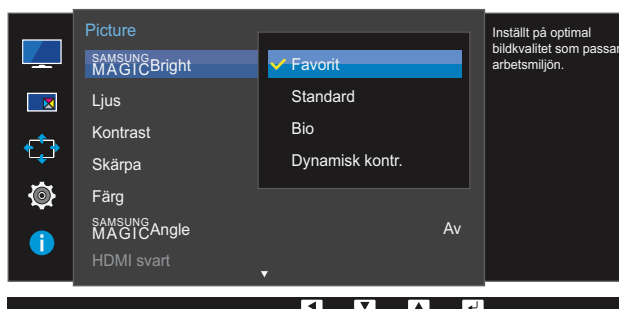 Picture
SAMSUNG MAGICBright
Ljus
Kontrast
Skärpa
Färg
SAMSUNG MAGICAngle Av
HDMI svart
Favorit
Standard
Bio
Dynamisk kontr.
Inställt på optimal
bildkvalitet som passar
arbetsmiljön.